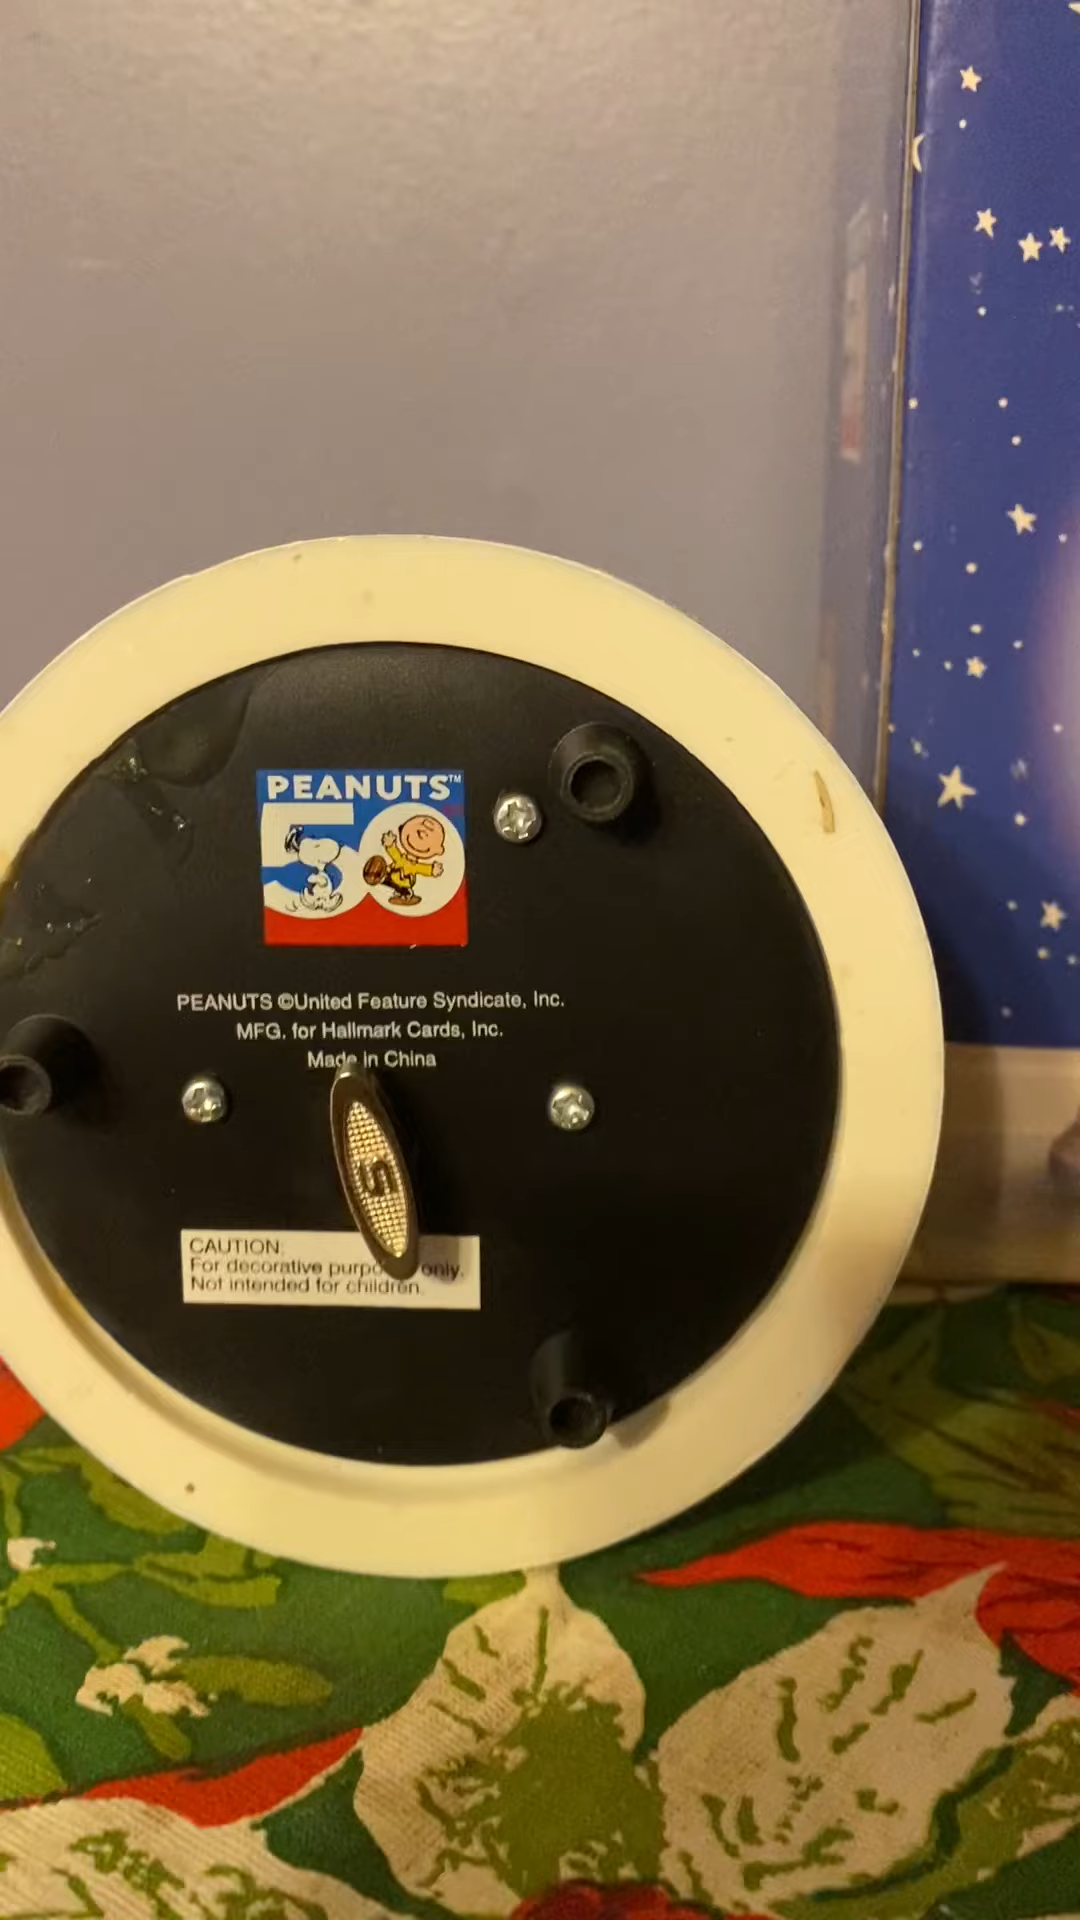 PEANUTS™
50
PEANUTS ©United Feature Syndicate, Inc.
MFG. for Hallmark Cards, Inc.
Made in China
S
CAUTION:
For decorative only.
Not intended for children.